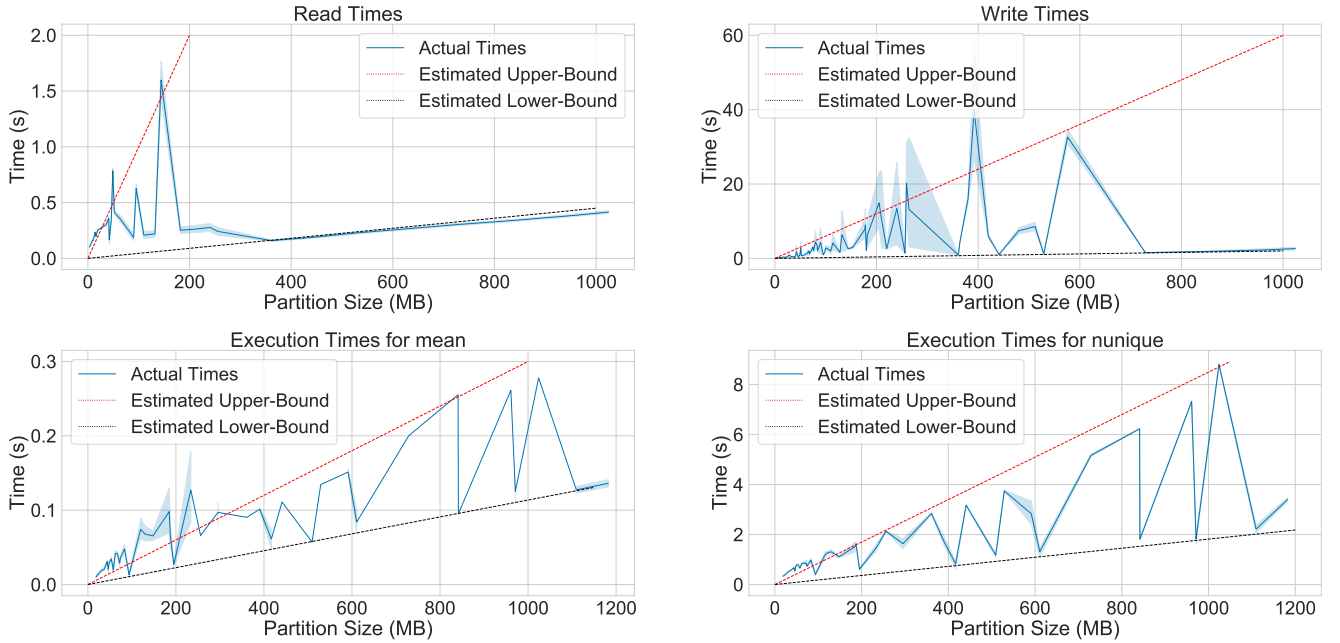 Read Times
Time (s)
2.0
1.5
1.0
0.5
0.0
Actual Times
Estimated Upper-Bound
Estimated Lower-Bound
0 200 400 600 800 1000
Partition Size (MB)
Write Times
Time (s)
60
40
20
0
Actual Times
Estimated Upper-Bound
Estimated Lower-Bound
0 200 400 600 800 1000
Partition Size (MB)
Execution Times for mean
Time (s)
0.3
0.2
0.1
0.0
Actual Times
Estimated Upper-Bound
Estimated Lower-Bound
0 200 400 600 800 1000 1200
Partition Size (MB)
Execution Times for nunique
Time (s)
8
6
4
2
0
Actual Times
Estimated Upper-Bound
Estimated Lower-Bound
0 200 400 600 800 1000 1200
Partition Size (MB)